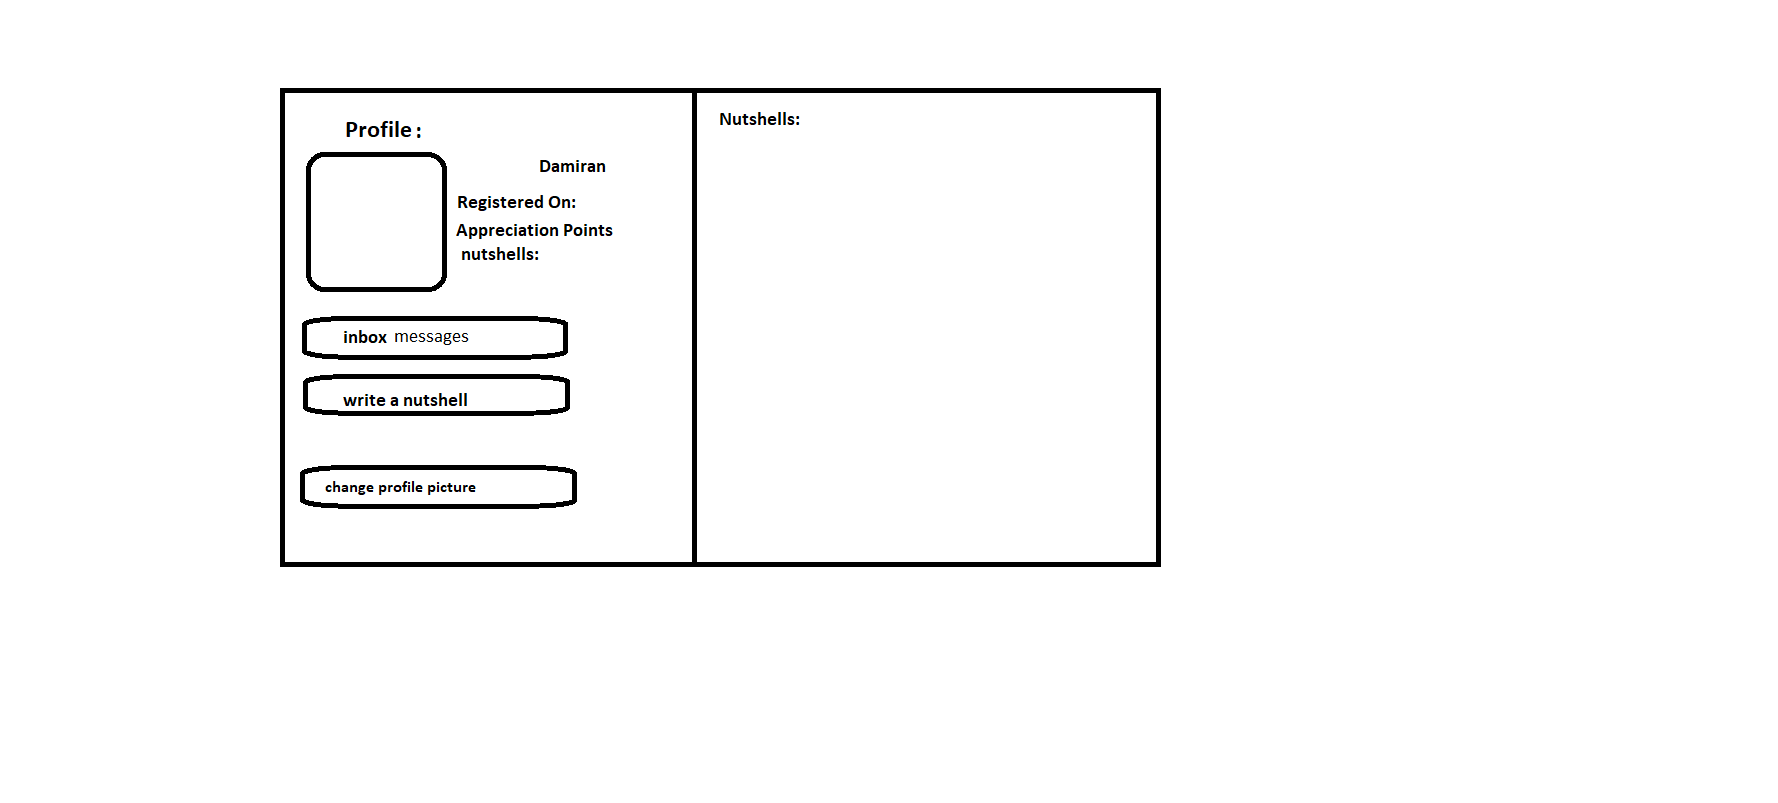 Profile :
Damiran
Registered On:
Appreciation Points
nutshells:
inbox messages
write a nutshell
change profile picture
Nutshells: